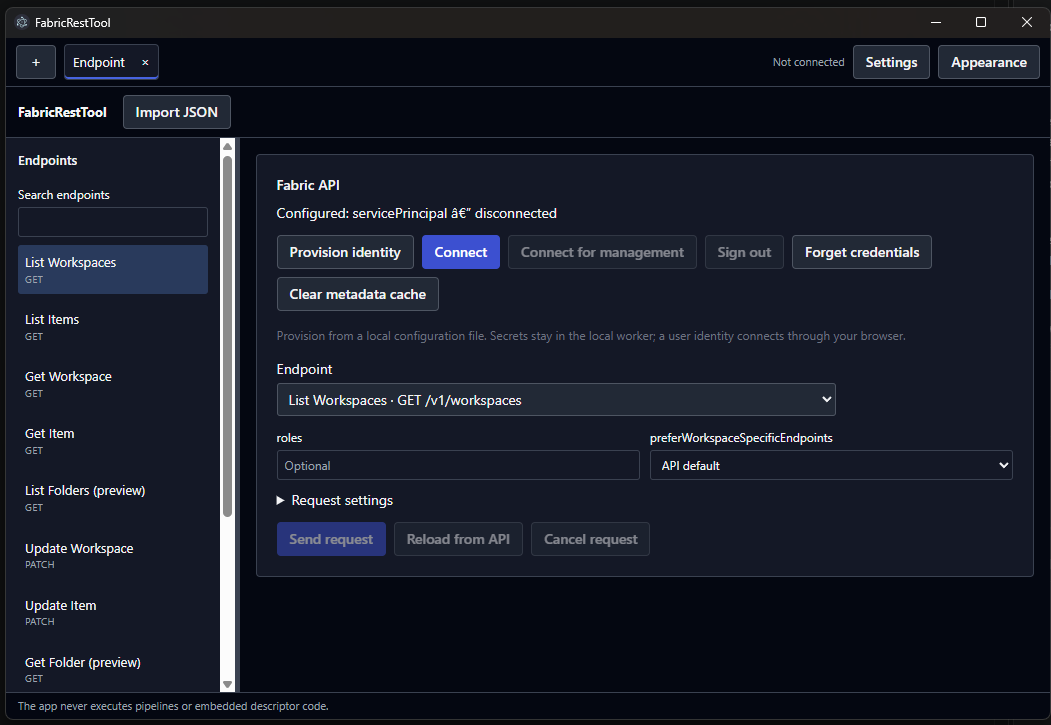 FabricRestTool
+
Endpoint ×
Not connected
Settings
Appearance
FabricRestTool
Import JSON
Endpoints
Search endpoints
List Workspaces
GET
List Items
GET
Get Workspace
GET
Get Item
GET
List Folders (preview)
GET
Update Workspace
PATCH
Update Item
PATCH
Get Folder (preview)
GET
Fabric API
Configured: servicePrincipal â€” disconnected
Provision identity
Connect
Connect for management
Sign out
Forget credentials
Clear metadata cache
Provision from a local configuration file. Secrets stay in the local worker; a user identity connects through your browser.
Endpoint
List Workspaces · GET /v1/workspaces
roles
Optional
preferWorkspaceSpecificEndpoints
API default
Request settings
Send request
Reload from API
Cancel request
The app never executes pipelines or embedded descriptor code.